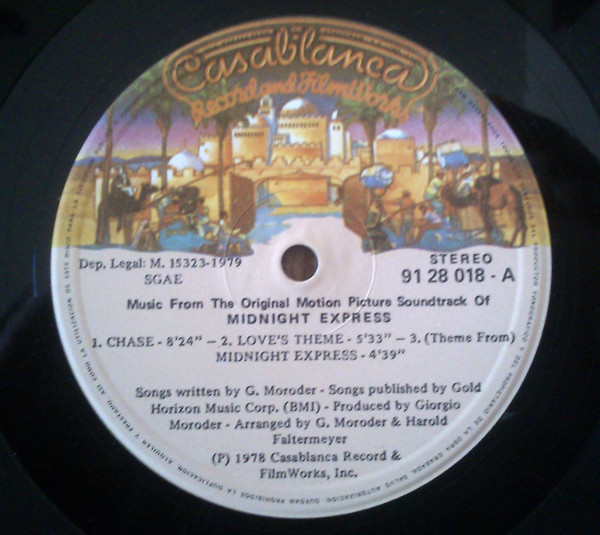 Casablanca
Record and FilmWorks
Dep. Legal: M. 15323-1979
SGAE
STEREO
91 28 018 - A
Music From The Original Motion Picture Soundtrack Of
MIDNIGHT EXPRESS
1. CHASE - 8'24" – 2. LOVE'S THEME - 5'33" – 3. (Theme From)
MIDNIGHT EXPRESS - 4'39"
Songs written by G. Moroder - Songs published by Gold
Horizon Music Corp. (BMI) - Produced by Giorgio
Moroder - Arranged by G. Moroder & Harold
Faltermeyer
(P) 1978 Casablanca Record &
FilmWorks, Inc.